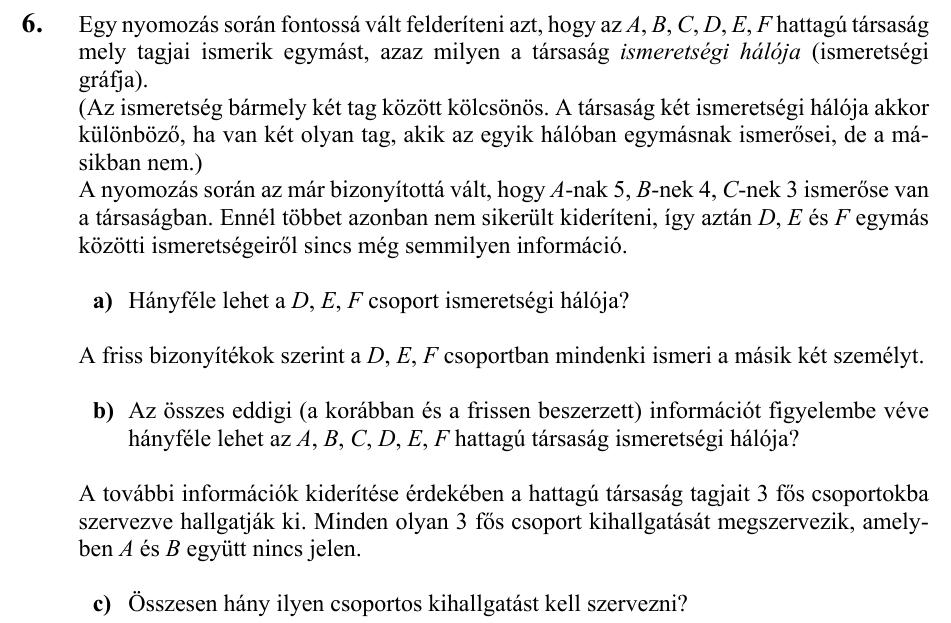 6. Egy nyomozás során fontossá vált felderíteni azt, hogy az A, B, C, D, E, F hattagú társaság
mely tagjai ismerik egymást, azaz milyen a társaság ismeretségi hálója (ismeretségi
gráfja).
(Az ismeretség bármely két tag között kölcsönös. A társaság két ismeretségi hálója akkor
különböző, ha van két olyan tag, akik az egyik hálóban egymásnak ismerősei, de a má-
sikban nem.)
A nyomozás során az már bizonyítottá vált, hogy A-nak 5, B-nek 4, C-nek 3 ismerőse van
a társaságban. Ennél többet azonban nem sikerült kideríteni, így aztán D, E és F egymás
közötti ismeretségeiről sincs még semmilyen információ.
a) Hányféle lehet a D, E, F csoport ismeretségi hálója?
A friss bizonyítékok szerint a D, E, F csoportban mindenki ismeri a másik két személyt.
b) Az összes eddigi (a korábban és a frissen beszerzett) információt figyelembe véve
hányféle lehet az A, B, C, D, E, F hattagú társaság ismeretségi hálója?
A további információk kiderítése érdekében a hattagú társaság tagjait 3 fős csoportokba
szervezve hallgatják ki. Minden olyan 3 fős csoport kihallgatását megszervezik, amely-
ben A és B együtt nincs jelen.
c) Összesen hány ilyen csoportos kihallgatást kell szervezni?